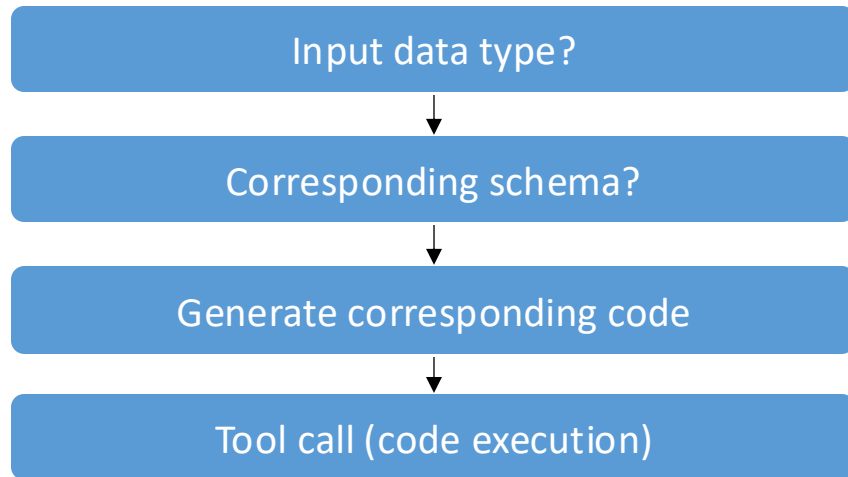 Input data type?
Corresponding schema?
Generate corresponding code
Tool call (code execution)